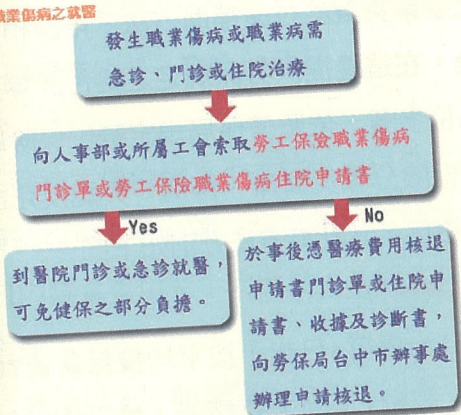 職業傷病之就醫
發生職業傷病或職業病需
急診、門診或住院治療
向人事部或所屬工會索取勞工保險職業傷病
門診單或勞工保險職業傷病住院申請書
Yes
No
到醫院門診或急診就醫，
可免健保之部分負擔。
於事後憑醫療費用核退
申請書門診單或住院申
請書、收據及診斷書，
向勞保局台中市辦事處
辦理申請核退。